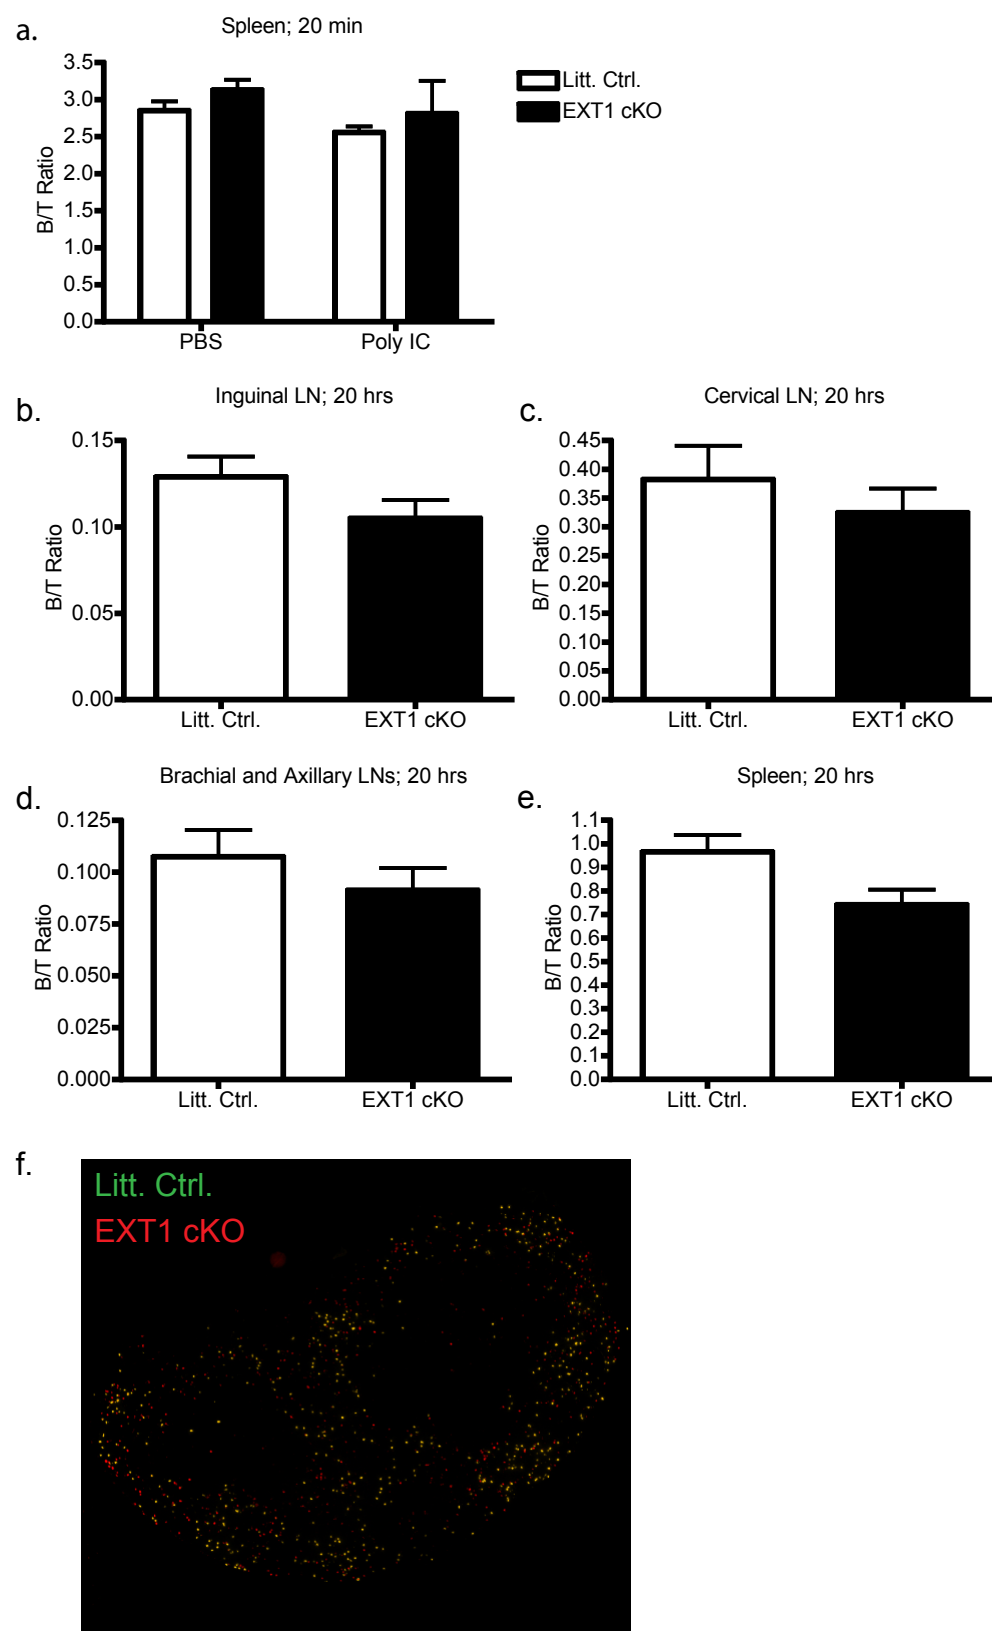 a.
Spleen; 20 min
3.5
3.0
2.5
2.0
1.5
1.0
0.5
0.0
B/T Ratio
PBS
Poly IC
Litt. Ctrl.
EXT1 cKO
b.
Inguinal LN; 20 hrs
0.15
0.10
0.05
0.00
B/T Ratio
Litt. Ctrl.
EXT1 cKO
c.
Cervical LN; 20 hrs
0.45
0.40
0.35
0.30
0.25
0.20
0.15
0.10
0.05
0.00
B/T Ratio
Litt. Ctrl.
EXT1 cKO
d.
Brachial and Axillary LNs; 20 hrs
0.125
0.100
0.075
0.050
0.025
0.000
B/T Ratio
Litt. Ctrl.
EXT1 cKO
e.
Spleen; 20 hrs
1.1
1.0
0.9
0.8
0.7
0.6
0.5
0.4
0.3
0.2
0.1
0.0
B/T Ratio
Litt. Ctrl.
EXT1 cKO
f.
Litt. Ctrl.
EXT1 cKO